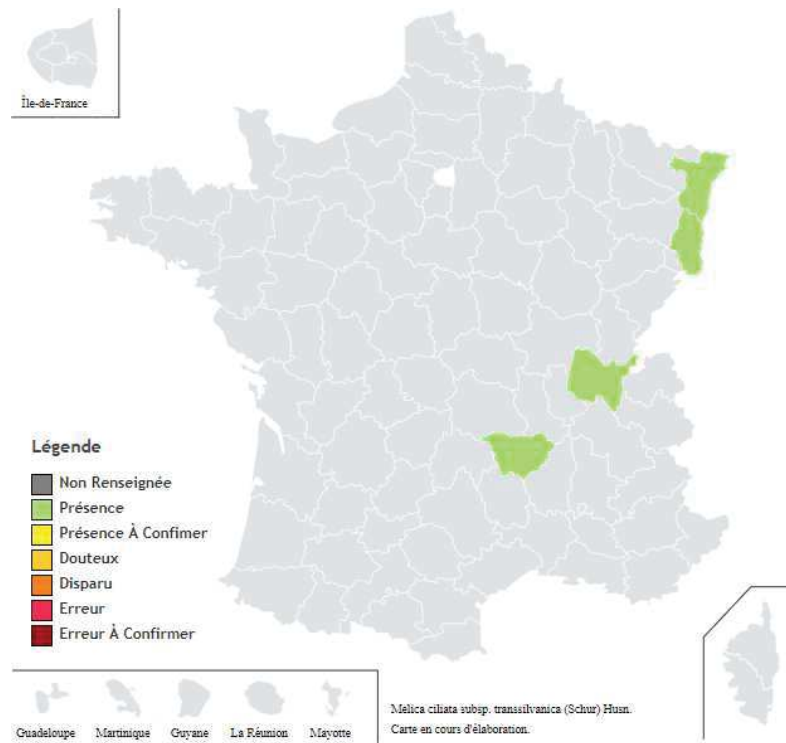 Île-de-France
Légende
Non Renseignée
Présence
Présence À Confimer
Douteux
Disparu
Erreur
Erreur À Confirmer
Guadeloupe Martinique Guyane La Réunion Mayotte
Melica ciliata subsp. transsilvanica (Schur) Husn.
Carte en cours d'élaboration.